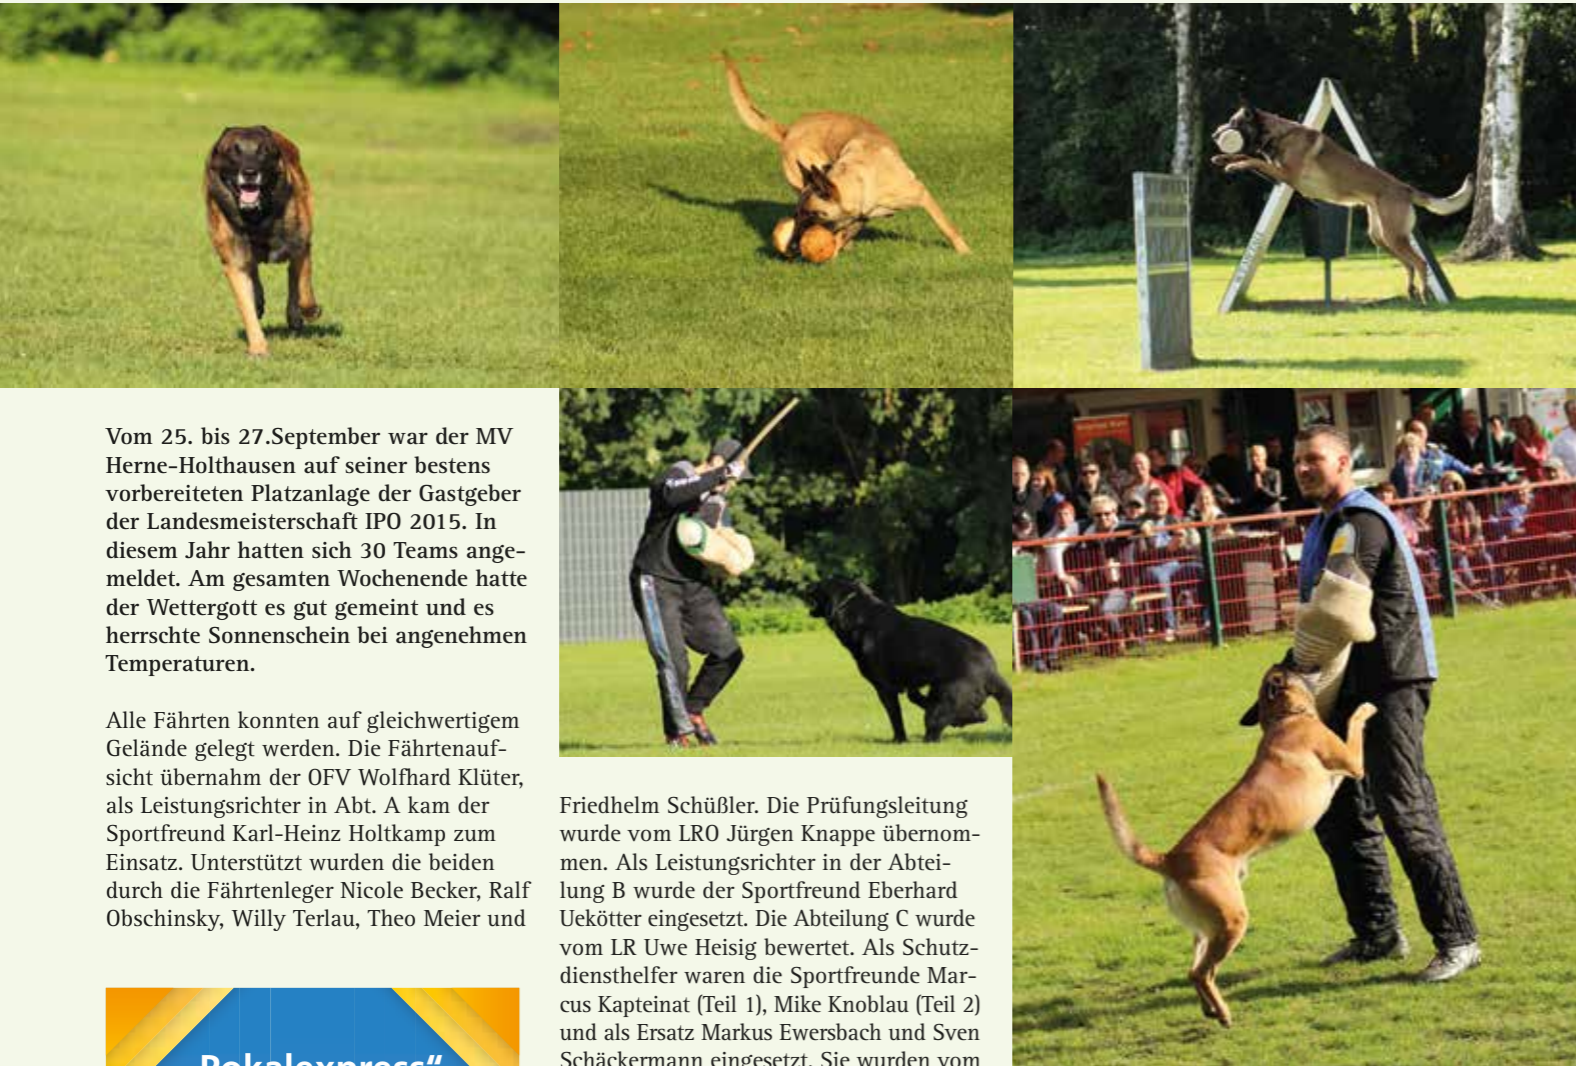 Vom 25. bis 27.September war der MV
Herne-Holthausen auf seiner bestens
vorbereiteten Platzanlage der Gastgeber
der Landesmeisterschaft IPO 2015. In
diesem Jahr hatten sich 30 Teams ange-
meldet. Am gesamten Wochenende hatte
der Wettergott es gut gemeint und es
herrschte Sonnenschein bei angenehmen
Temperaturen.
Alle Fährten konnten auf gleichwertigem
Gelände gelegt werden. Die Fährtenauf-
sicht übernahm der OFV Wolfhard Klüter,
als Leistungsrichter in Abt. A kam der
Sportfreund Karl-Heinz Holtkamp zum
Einsatz. Unterstützt wurden die beiden
durch die Fährtenleger Nicole Becker, Ralf
Obschinsky, Willy Terlau, Theo Meier und
Pokalexpress“
Friedhelm Schüßler. Die Prüfungsleitung
wurde vom LRO Jürgen Knappe übernom-
men. Als Leistungsrichter in der Abtei-
lung B wurde der Sportfreund Eberhard
Uekötter eingesetzt. Die Abteilung C wurde
vom LR Uwe Heisig bewertet. Als Schutz-
diensthelfer waren die Sportfreunde Mar-
cus Kapteinat (Teil 1), Mike Knoblau (Teil 2)
und als Ersatz Markus Ewersbach und Sven
Schäckermann eingesetzt. Sie wurden vom